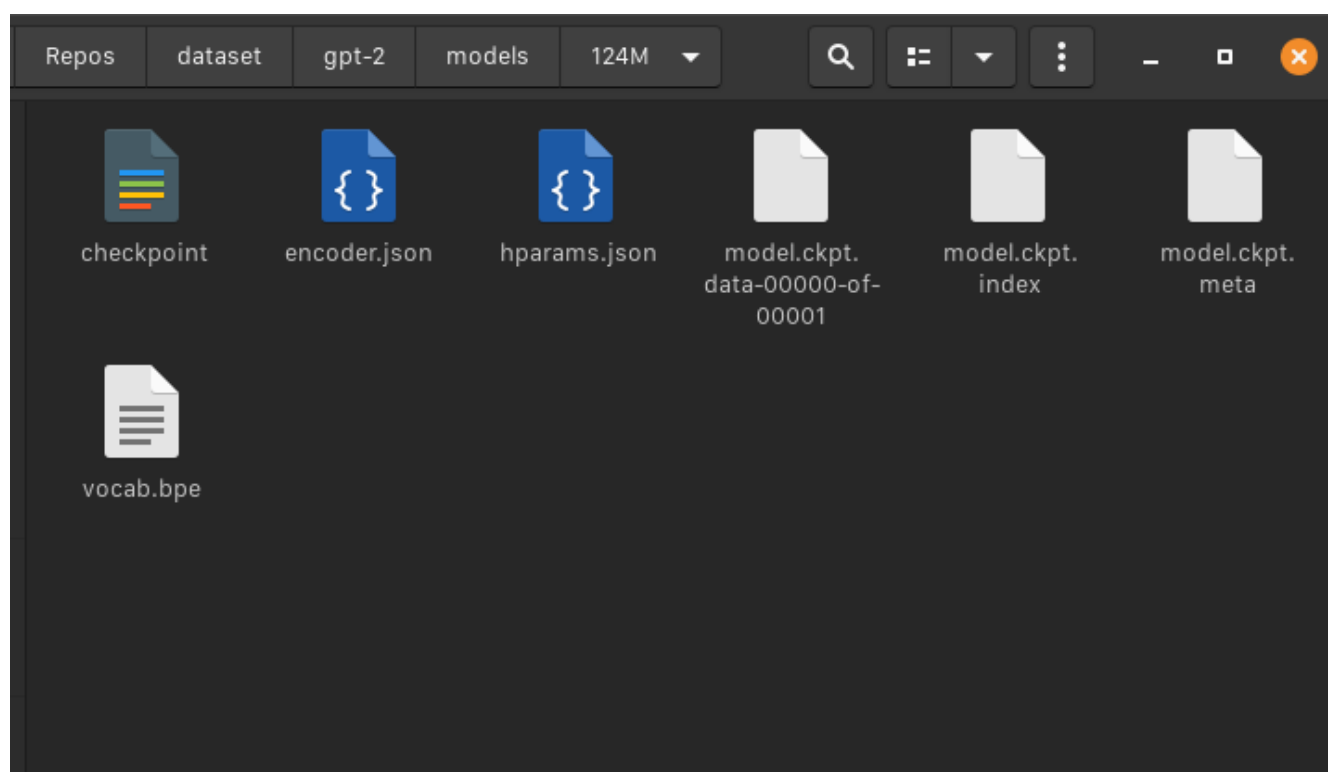 Repos dataset gpt-2 models 124M
checkpoint encoder.json hparams.json model.ckpt. model.ckpt. model.ckpt.
data-00000-of- index meta
00001
vocab.bpe